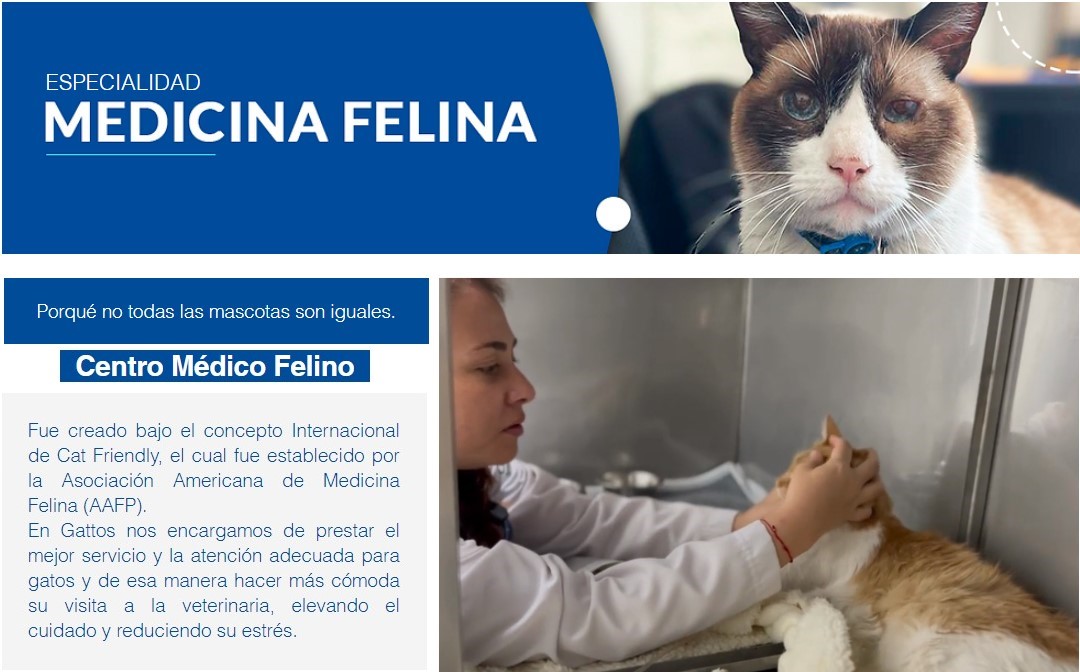 ESPECIALIDAD
MEDICINA FELINA
Porqué no todas las mascotas son iguales.
Centro Médico Felino
Fue creado bajo el concepto Internacional
de Cat Friendly, el cual fue establecido por
la Asociación Americana de Medicina
Felina (AAFP).
En Gattos nos encargamos de prestar el
mejor servicio y la atención adecuada para
gatos y de esa manera hacer más cómoda
su visita a la veterinaria, elevando el
cuidado y reduciendo su estrés.